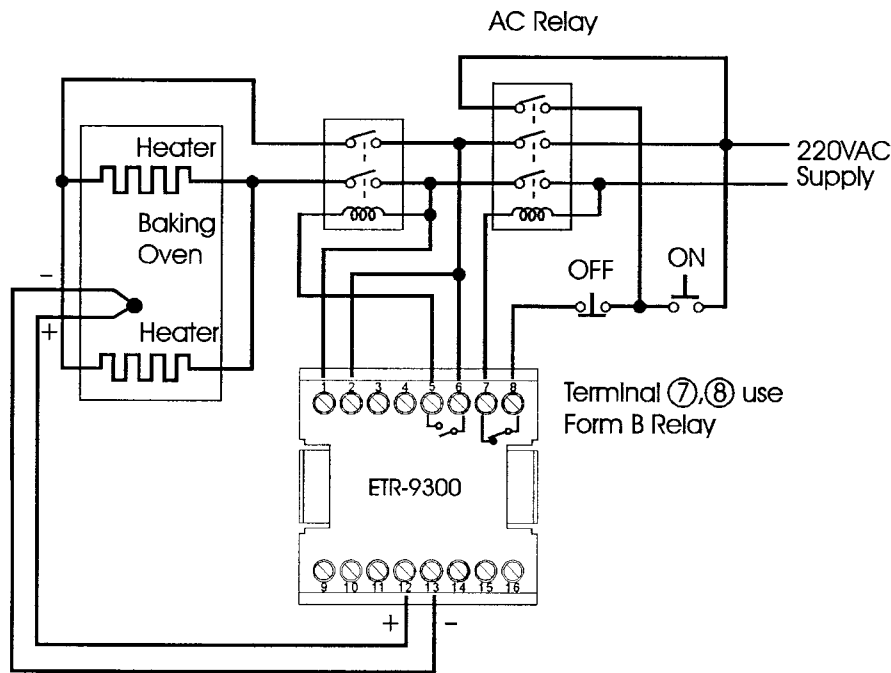 AC Relay
Heater
220VAC
Supply
Baking
Oven
OFF
ON
-
+
Heater
1 2 3 4 5 6 7 8
Terminal ⑦,⑧ use
Form B Relay
ETR-9300
9 10 11 12 13 14 15 16
+
-